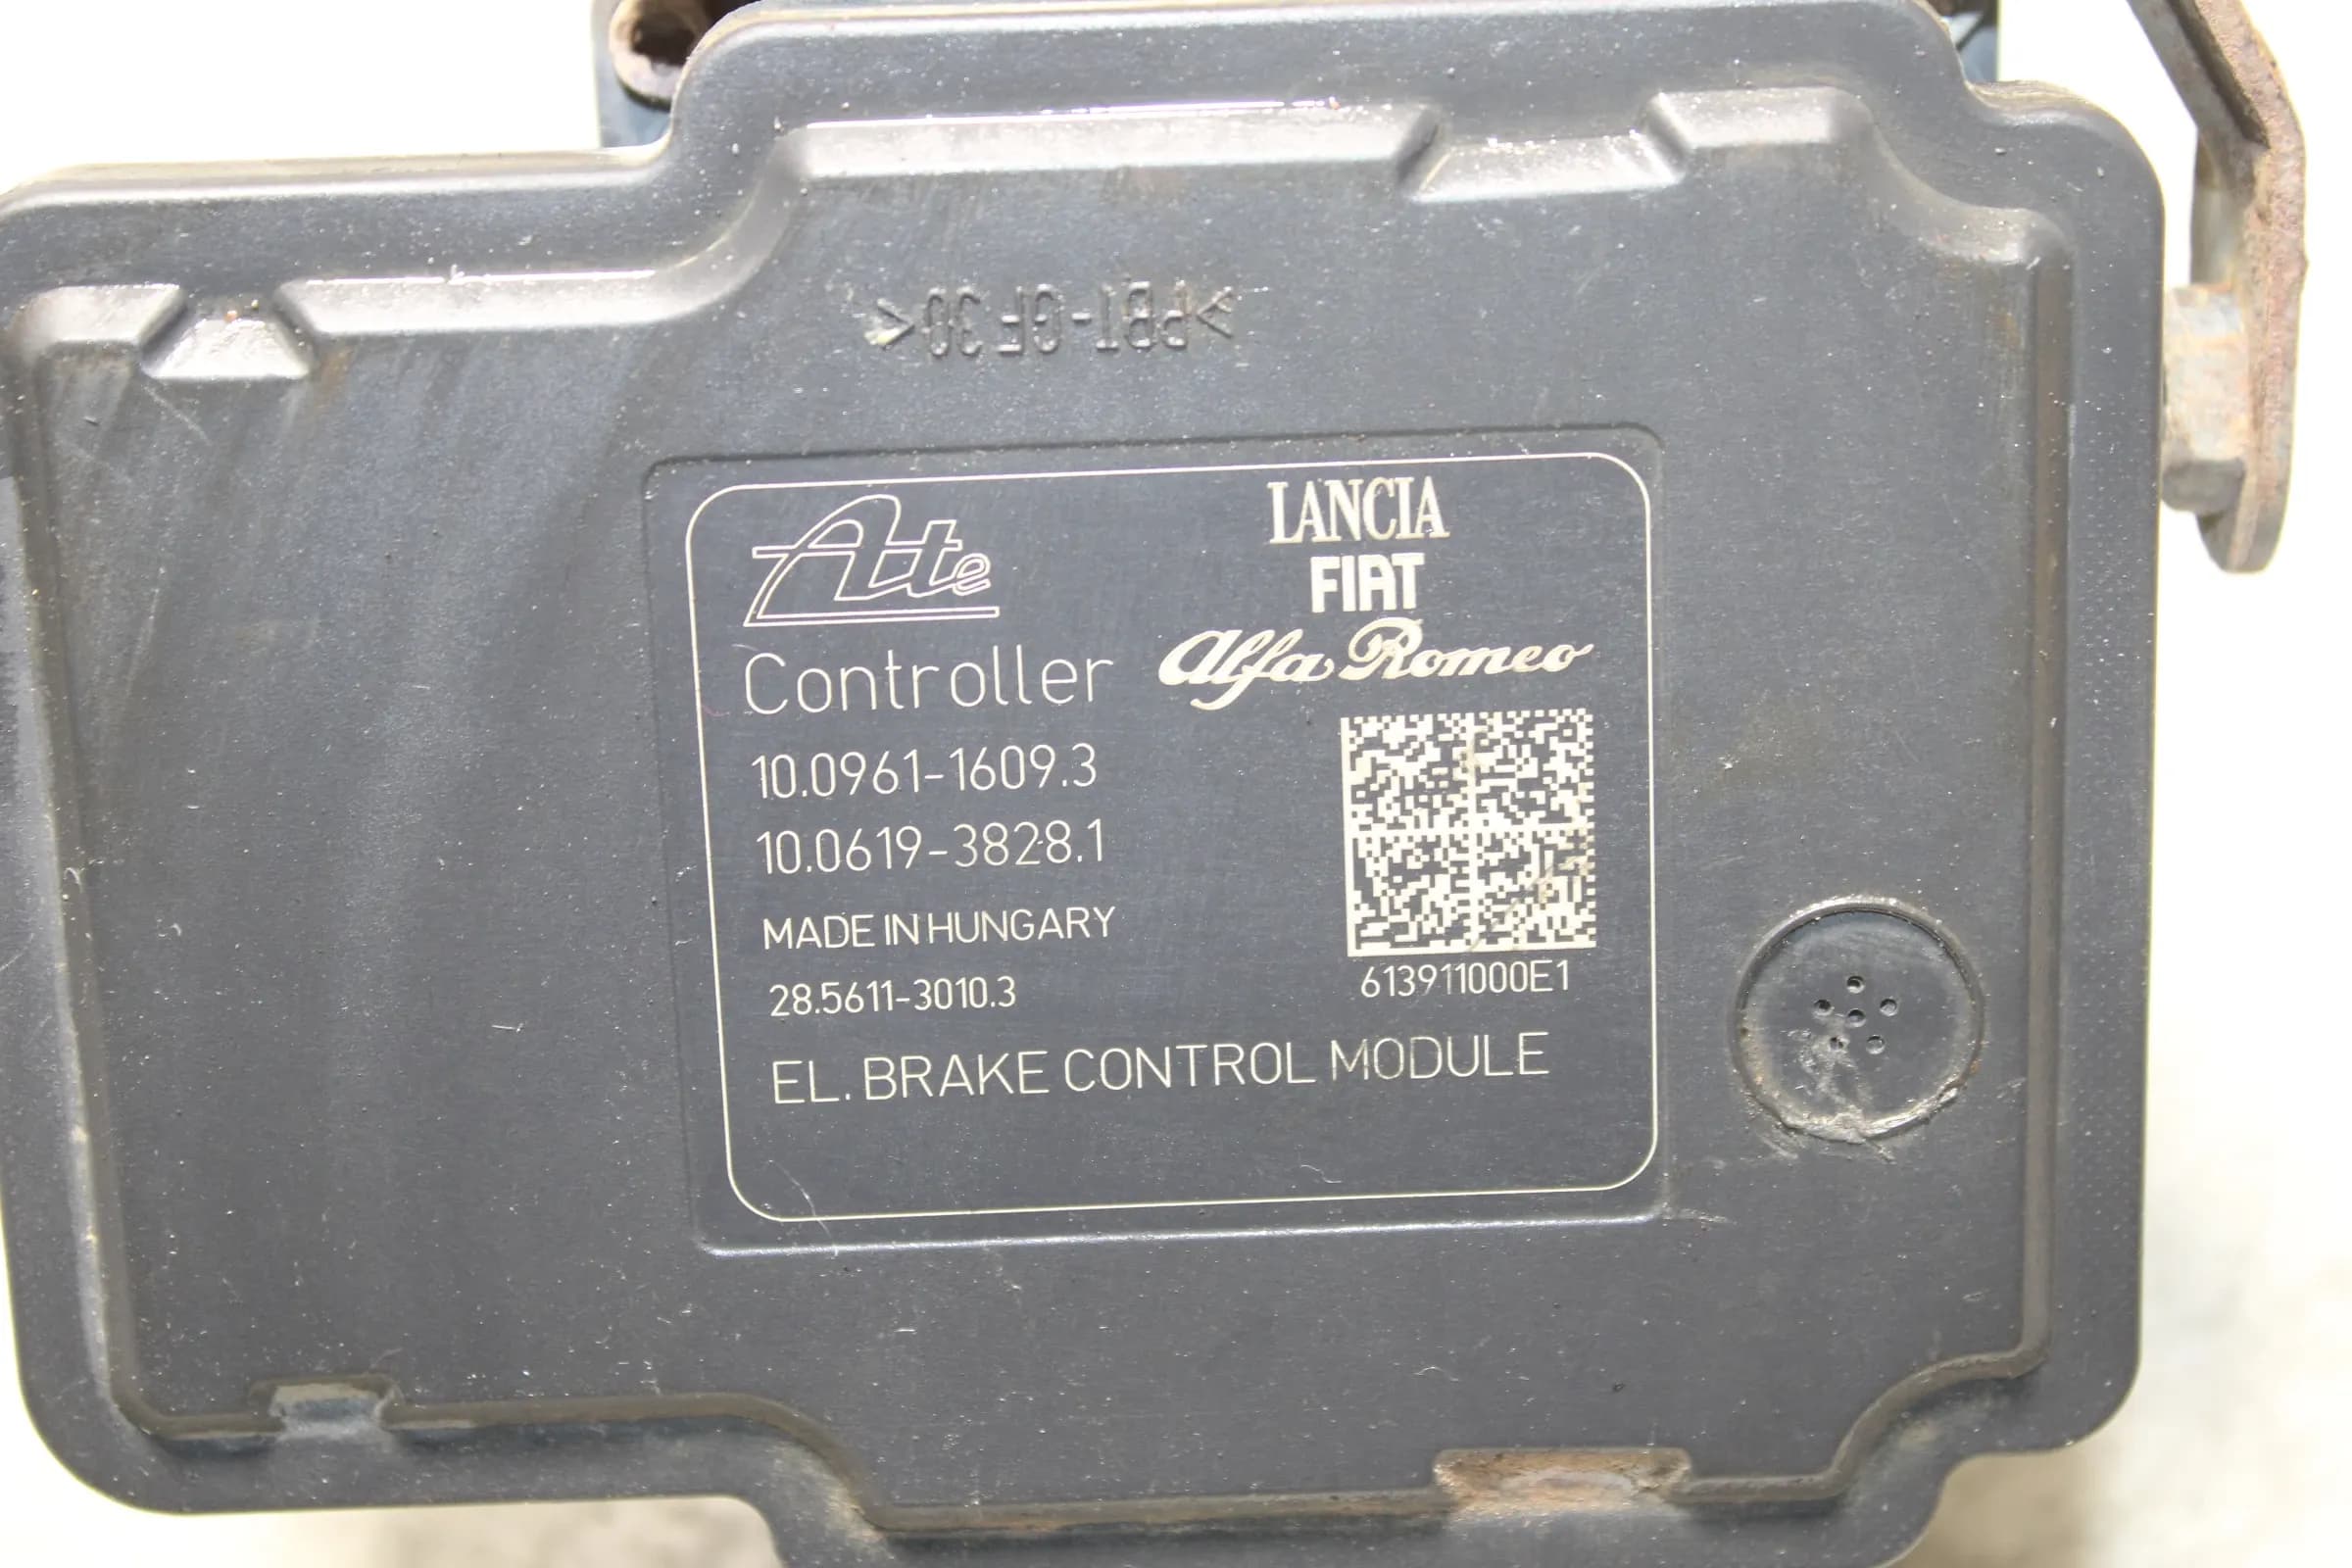 >PBT-GF30<
Ate
LANCIA
FIAT
Alfa Romeo
Controller
10.0961-1609.3
10.0619-3828.1
MADE IN HUNGARY
28.5611-3010.3
613911000E1
EL. BRAKE CONTROL MODULE